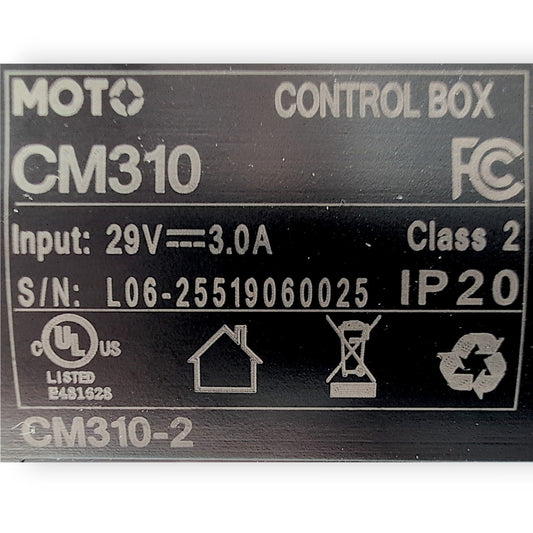 MOTO CONTROL BOX
CM310 FC
Input: 29V⎓3.0A Class 2
S/N: L06-25519060025 IP20
c UL US
LISTED
E481628
CM310-2